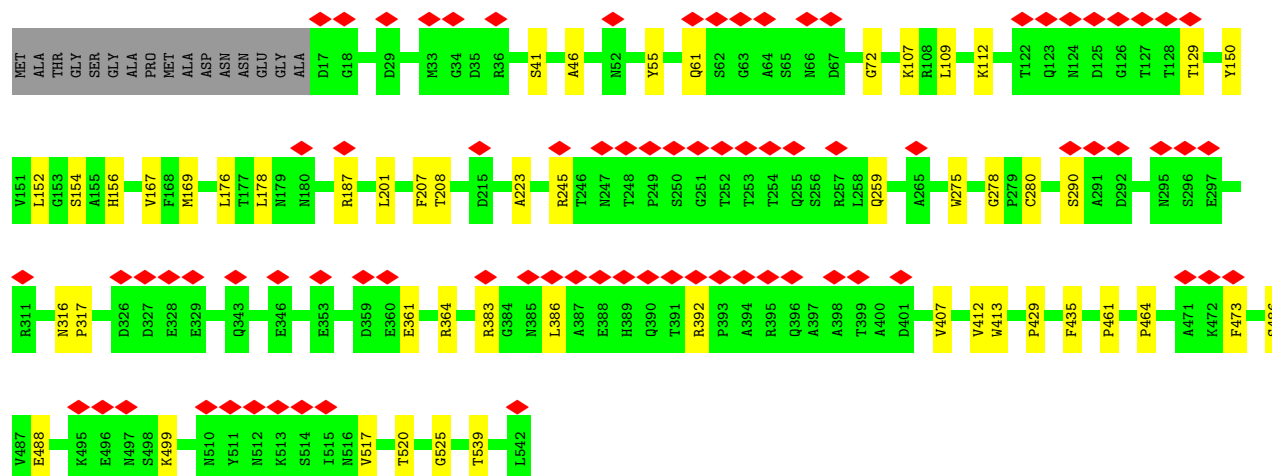 MET ALA THR GLY SER GLY ALA PRO MET ALA ASP ASN ASN GLU GLY ALA D17 G18 D29 M33 G34 D35 R36 S41 A46 N52 Y55 Q61 S62 G63 A64 S65 N66 D67 G72 K107 R108 L109 K112 T122 Q123 N124 D125 G126 T127 T128 T129 Y150
V151 L152 G153 S154 A155 H156 V167 F168 M169 L176 T177 L178 N179 N180 R187 L201 F207 T208 D215 A223 R245 T246 N247 T248 P249 S250 G251 T252 T253 T254 Q255 S256 R257 L258 Q259 A265 W275 G278 P279 C280 S290 A291 D292 N295 S296 E297
R311 N316 P317 D326 D327 E328 E329 Q343 E346 E353 D359 E360 E361 R364 R383 G384 N385 L386 A387 E388 H389 Q390 T391 R392 P393 A394 R395 Q396 A397 A398 T399 A400 D401 V407 V412 W413 P429 F435 P461 P464 A471 K472 F473 S486
V487 E488 K495 E496 N497 S498 K499 N510 Y511 N512 K513 S514 I515 N516 V517 T520 G525 T539 L542